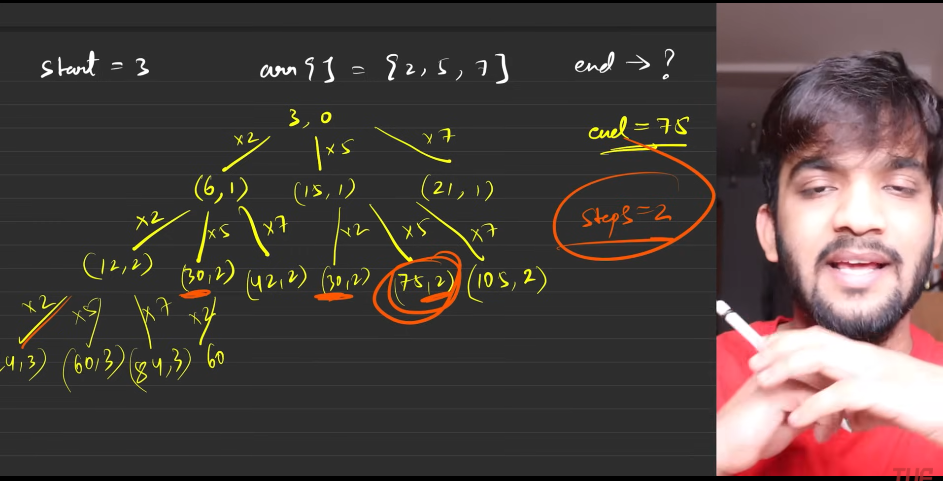 start = 3 arr[] = {2, 5, 7} end → ?
3, 0 end = 75
x2 x5 x7
(6,1) (15,1) (21,1) steps=2
x2 x5 x7 x2 x5 x7
(12,2) (30,2) (42,2) (30,2) (75,2) (105,2)
x2 x5 x7 x2
4,3) (60,3) (84,3) 60